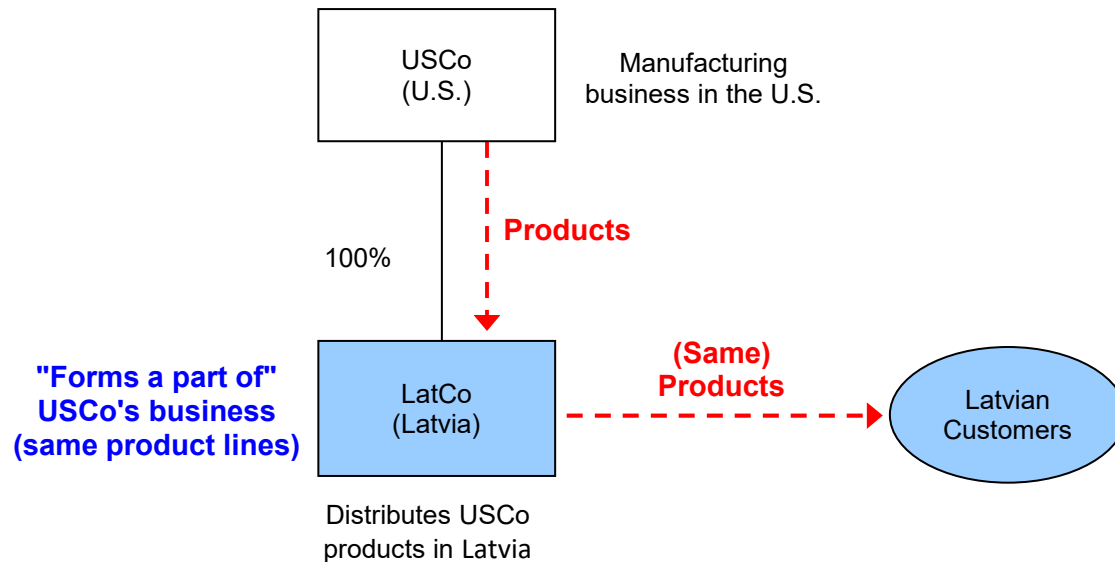 USCo
(U.S.)
Manufacturing
business in the U.S.
Products
100%
"Forms a part of"
USCo's business
(same product lines)
LatCo
(Latvia)
(Same)
Products
Latvian
Customers
Distributes USCo
products in Latvia